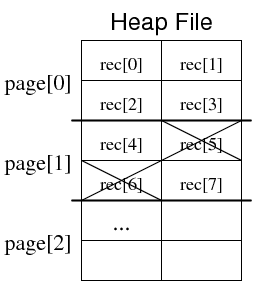 Heap File
page[0]
rec[0] rec[1]
rec[2] rec[3]
page[1]
rec[4] rec[5]
rec[6] rec[7]
page[2]
...